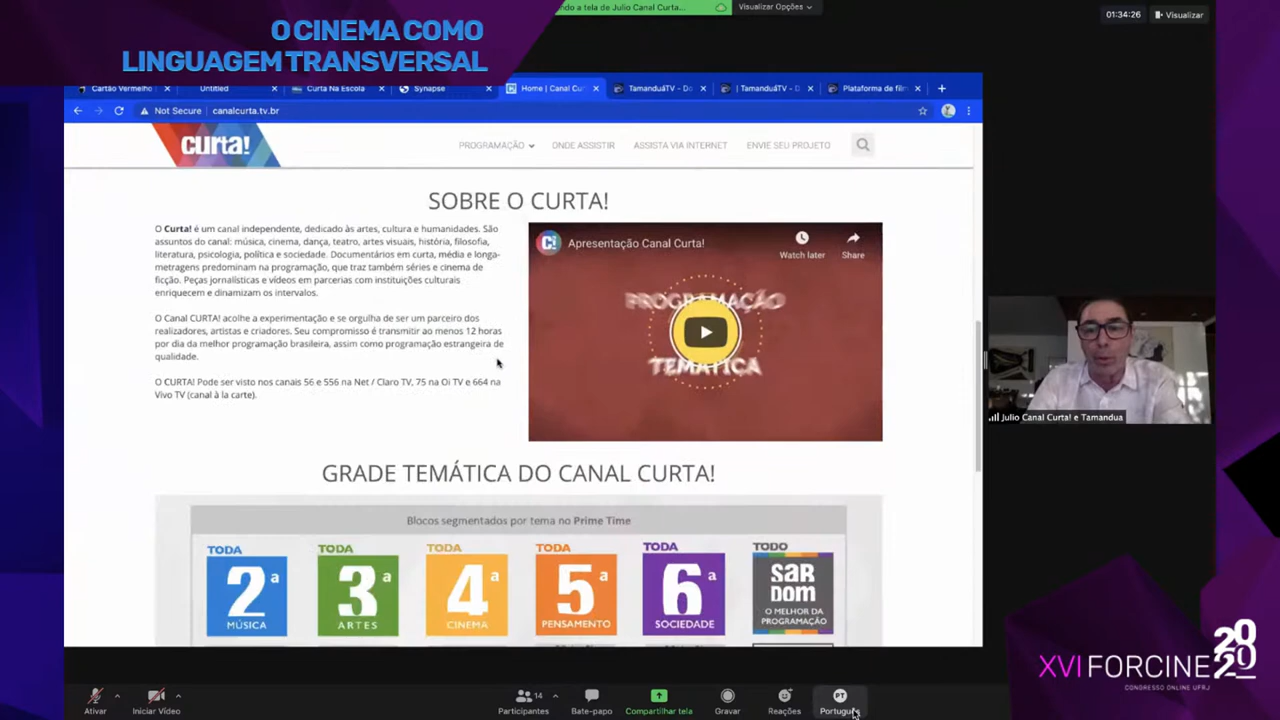 O CINEMA COMO
LINGUAGEM TRANSVERSAL
do a tela de Julio Canal Curta...
Visualizar Opções
01:34:26
Visualizar
Cartão Vermelho
Untitled
Curta Na Escola
Synapse
Home | Canal Cur
TamanduáTV - Do
| TamanduáTV - D
Plataforma de film
Not Secure
canalcurta.tv.br
curta!
PROGRAMAÇÃO
ONDE ASSISTIR
ASSISTA VIA INTERNET
ENVIE SEU PROJETO
SOBRE O CURTA!
O Curta! é um canal independente, dedicado às artes, cultura e humanidades. São
assuntos do canal: música, cinema, dança, teatro, artes visuais, história, filosofia,
literatura, psicologia, política e sociedade. Documentários em curta, média e longa-
metragens predominam na programação, que traz também séries e cinema de
ficção. Peças jornalísticas e vídeos em parcerias com instituições culturais
enriquecem e dinamizam os intervalos.
O Canal CURTA! acolhe a experimentação e se orgulha de ser um parceiro dos
realizadores, artistas e criadores. Seu compromisso é transmitir ao menos 12 horas
por dia da melhor programação brasileira, assim como programação estrangeira de
qualidade.
O CURTA! Pode ser visto nos canais 56 e 556 na Net / Claro TV, 75 na Oi TV e 664 na
Vivo TV (canal à la carte).
C!
Apresentação Canal Curta!
Watch later
Share
PROGRAMAÇÃO
TEMÁTICA
Julio Canal Curta! e Tamandua
GRADE TEMÁTICA DO CANAL CURTA!
Blocos segmentados por tema no Prime Time
TODA
2ª
MÚSICA
TODA
3ª
ARTES
TODA
4ª
CINEMA
TODA
5ª
PENSAMENTO
TODA
6ª
SOCIEDADE
TODO
SAB
DOM
O MELHOR DA
PROGRAMAÇÃO
Ativar
Iniciar Vídeo
14
Participantes
Bate-papo
Compartilhar tela
Gravar
Reações
PT
Português
XVI FORCINE
2020
CONGRESSO ONLINE UFRJ